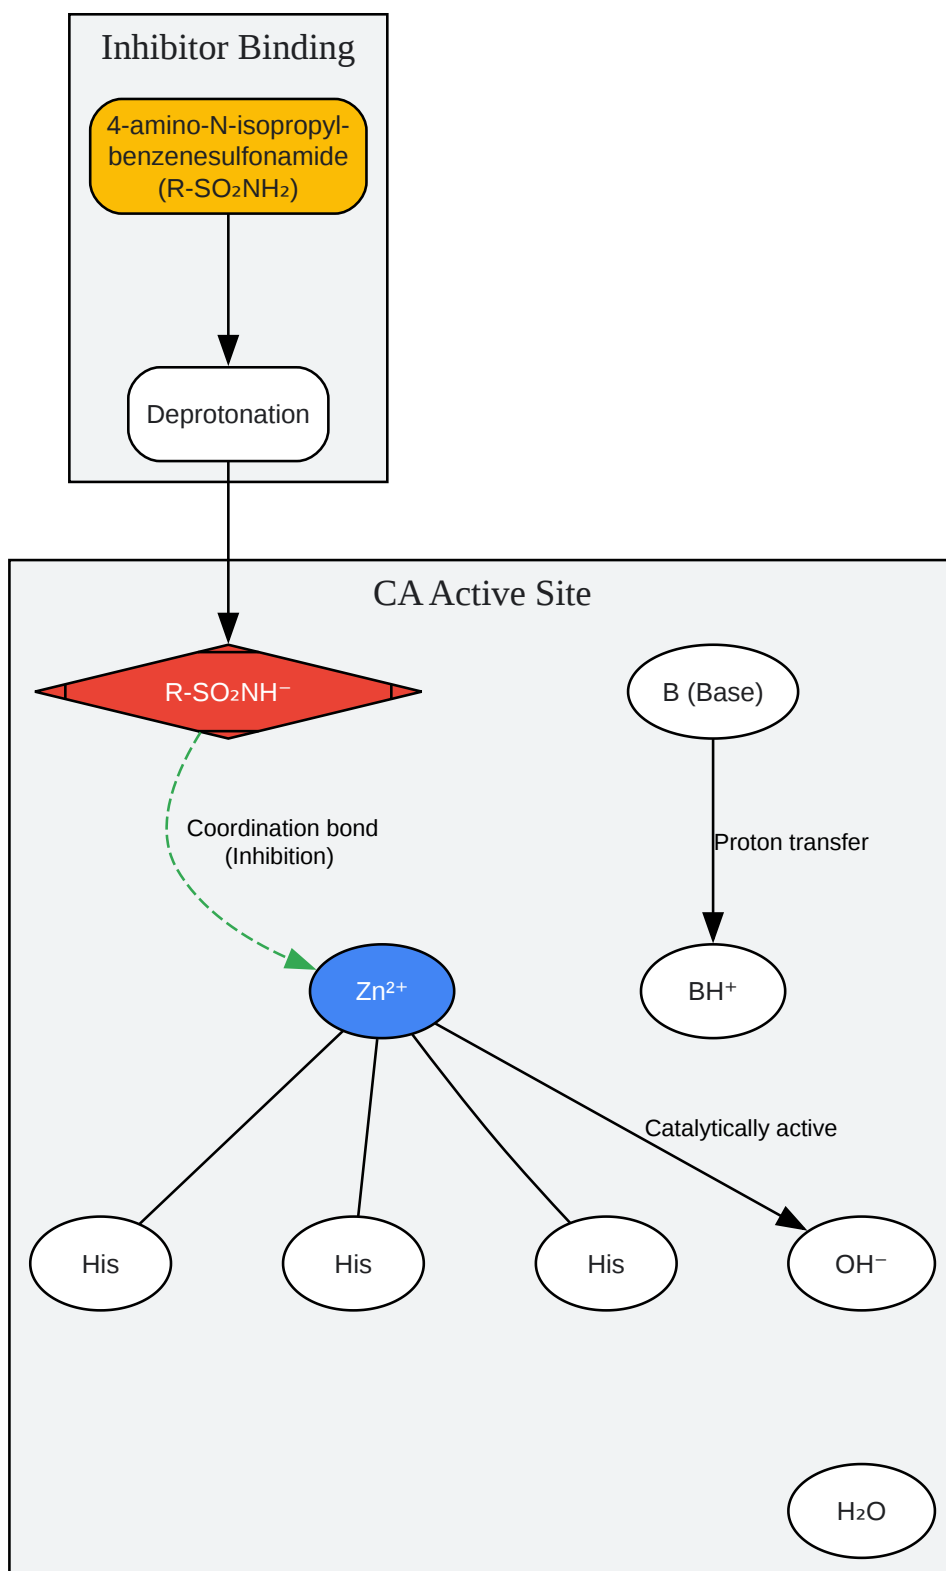 Inhibitor Binding
4-amino-N-isopropyl-
benzenesulfonamide
(R-SO₂NH₂)
Deprotonation
CA Active Site
R-SO₂NH⁻
B (Base)
Coordination bond
(Inhibition)
Proton transfer
Zn²⁺
BH⁺
Catalytically active
His
His
His
OH⁻
H₂O